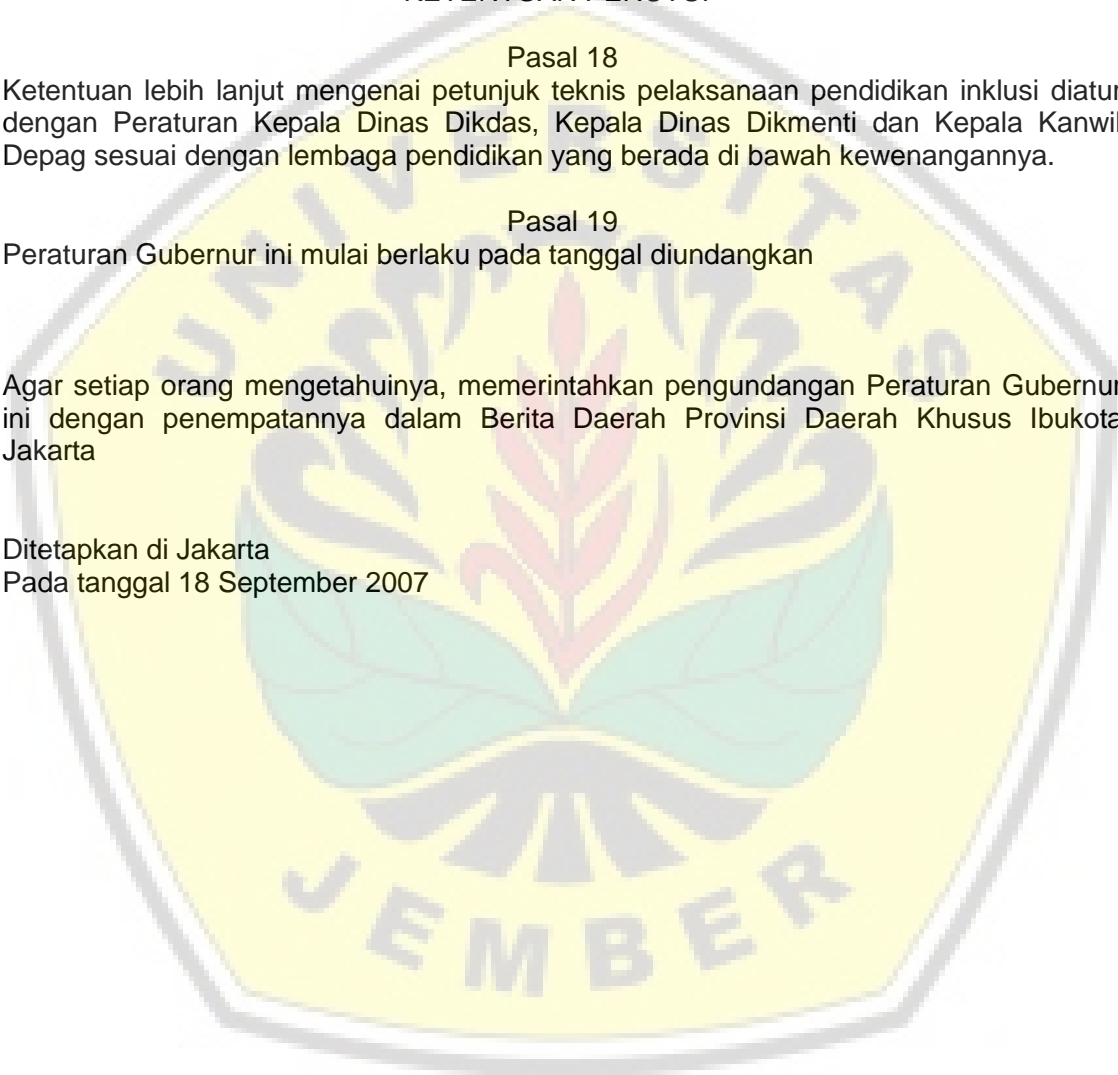 Pasal 18
Ketentuan lebih lanjut mengenai petunjuk teknis pelaksanaan pendidikan inklusi diatur
dengan Peraturan Kepala Dinas Dikdas, Kepala Dinas Dikmenti dan Kepala Kanwil
Depag sesuai dengan lembaga pendidikan yang berada di bawah kewenangannya.
Pasal 19
Peraturan Gubernur ini mulai berlaku pada tanggal diundangkan
Agar setiap orang mengetahuinya, memerintahkan pengundangan Peraturan Gubernur
ini dengan penempatannya dalam Berita Daerah Provinsi Daerah Khusus Ibukota
Jakarta
Ditetapkan di Jakarta
Pada tanggal 18 September 2007
UNIVERSITAS
JEMBER